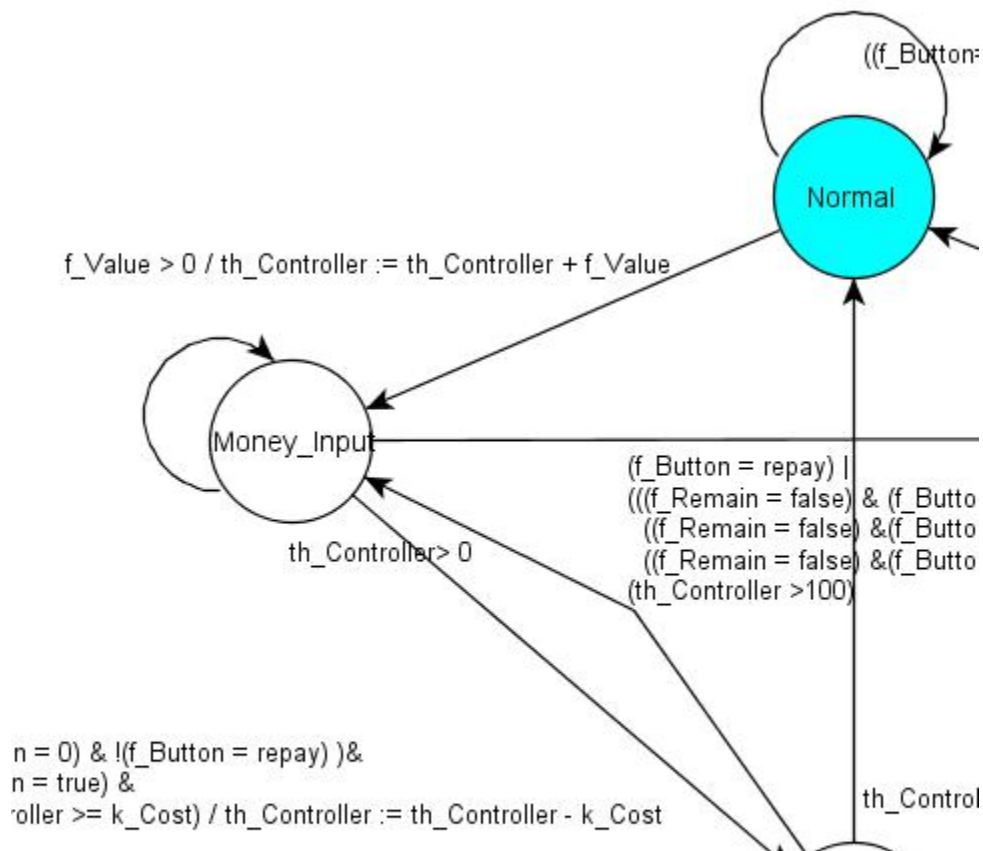 ((f_Button=
Normal
f_Value > 0 / th_Controller := th_Controller + f_Value
Money_Input
(f_Button = repay) |
(((f_Remain = false) & (f_Butto
((f_Remain = false) &(f_Butto
((f_Remain = false) &(f_Butto
(th_Controller >100)
th_Controller> 0
n = 0) & !(f_Button = repay) )&
n = true) &
roller >= k_Cost) / th_Controller := th_Controller - k_Cost
th_Control